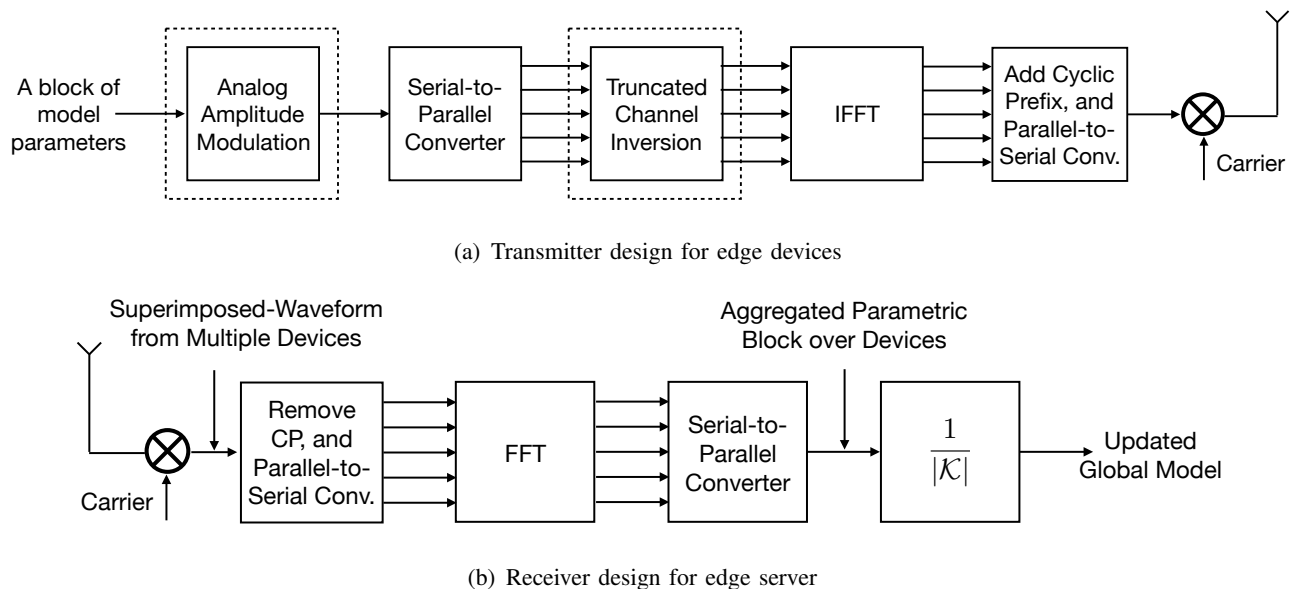 A block of
model
parameters
Analog
Amplitude
Modulation
Serial-to-
Parallel
Converter
Truncated
Channel
Inversion
IFFT
Add Cyclic
Prefix, and
Parallel-to-
Serial Conv.
Carrier
(a) Transmitter design for edge devices
Superimposed-Waveform
from Multiple Devices
Carrier
Remove
CP, and
Parallel-to-
Serial Conv.
FFT
Serial-to-
Parallel
Converter
Aggregated Parametric
Block over Devices
1
|𝒦|
Updated
Global Model
(b) Receiver design for edge server